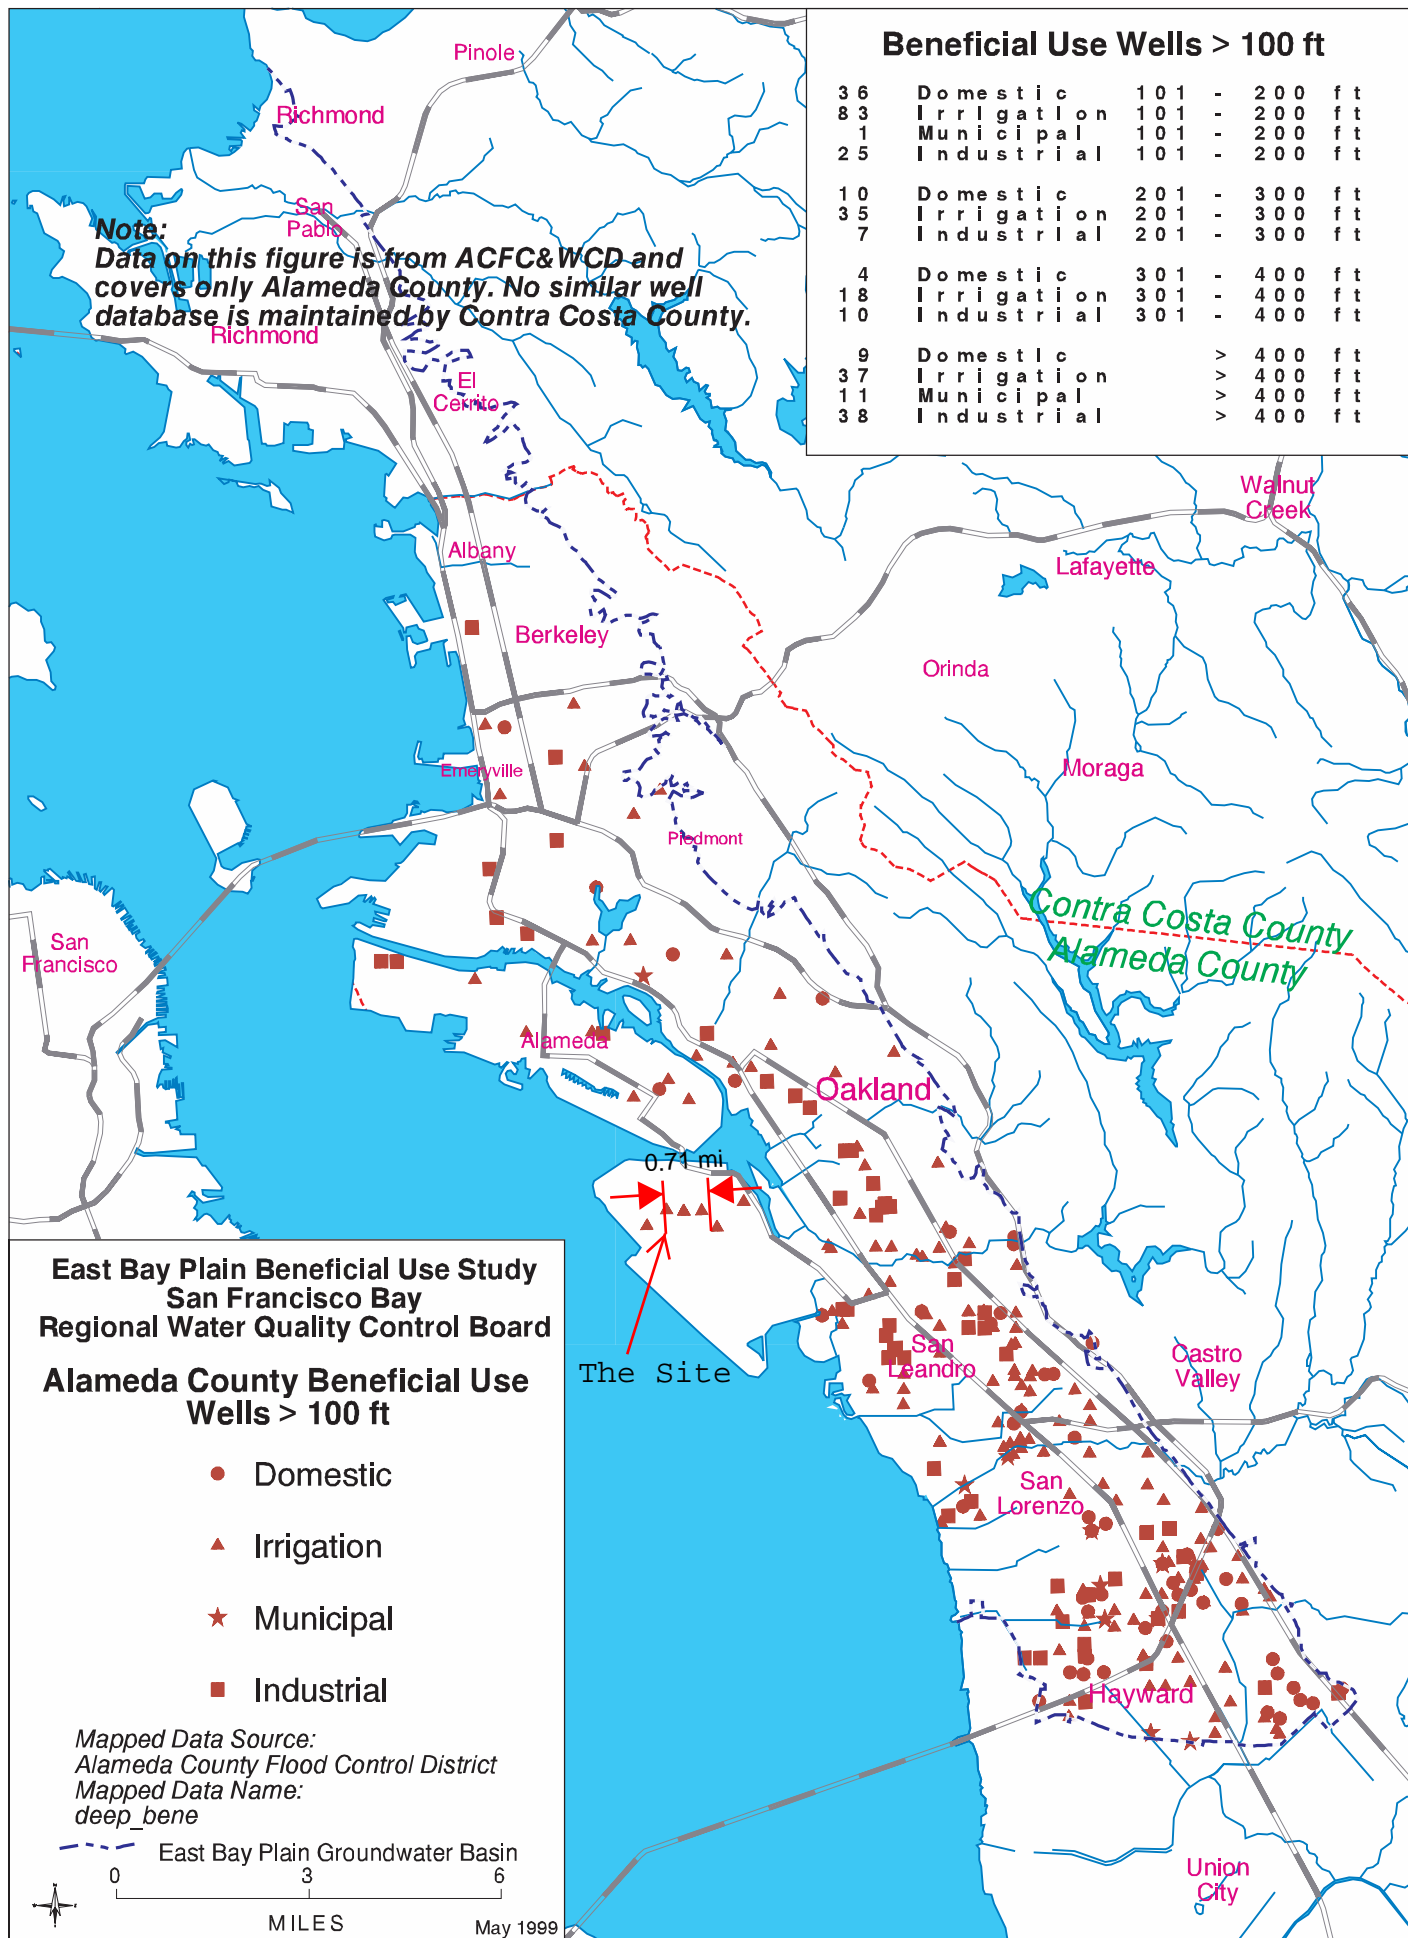 Beneficial Use Wells > 100 ft
36 Domestic 101 - 200 ft
83 Irrigation 101 - 200 ft
1 Municipal 101 - 200 ft
25 Industrial 101 - 200 ft
10 Domestic 201 - 300 ft
35 Irrigation 201 - 300 ft
7 Industrial 201 - 300 ft
4 Domestic 301 - 400 ft
18 Irrigation 301 - 400 ft
10 Industrial 301 - 400 ft
9 Domestic > 400 ft
37 Irrigation > 400 ft
11 Municipal > 400 ft
38 Industrial > 400 ft
Pinole
Richmond
San
Pablo
Note:
Data on this figure is from ACFC&WCD and
covers only Alameda County. No similar well
database is maintained by Contra Costa County.
Richmond
El
Cerrito
Walnut
Creek
Albany
Lafayette
Berkeley
Orinda
Emeryville
Moraga
Piedmont
Contra Costa County
Alameda County
San
Francisco
Alameda
Oakland
0.71 mi
The Site
San
Leandro
Castro
Valley
San
Lorenzo
Hayward
Union
City
East Bay Plain Beneficial Use Study
San Francisco Bay
Regional Water Quality Control Board
Alameda County Beneficial Use
Wells > 100 ft
Domestic
Irrigation
Municipal
Industrial
Mapped Data Source:
Alameda County Flood Control District
Mapped Data Name:
deep_bene
East Bay Plain Groundwater Basin
0 3 6
MILES
May 1999